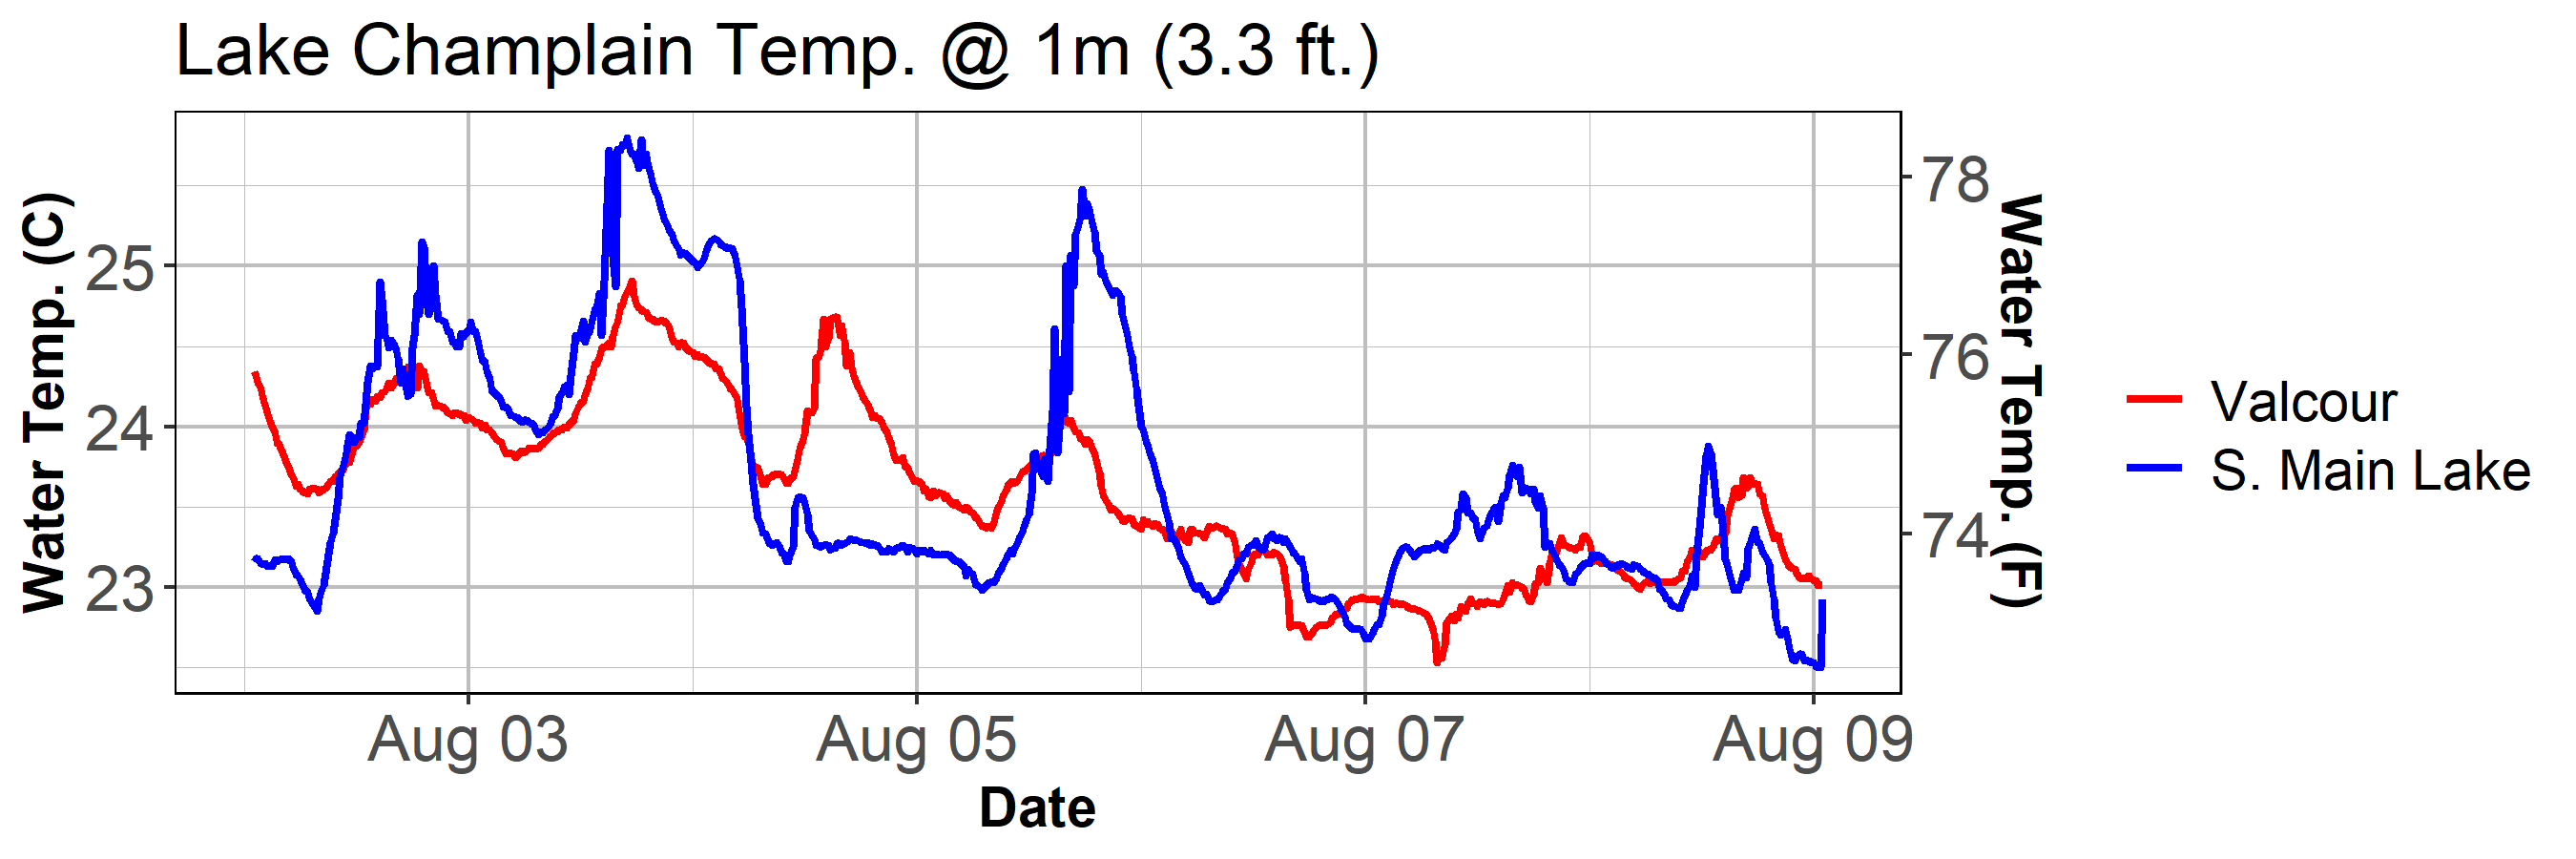 Lake Champlain Temp. @ 1m (3.3 ft.)
Water Temp. (C)
25
24
23
78
76
74
Water Temp. (F)
Aug 03
Aug 05
Aug 07
Aug 09
Date
Valcour
S. Main Lake